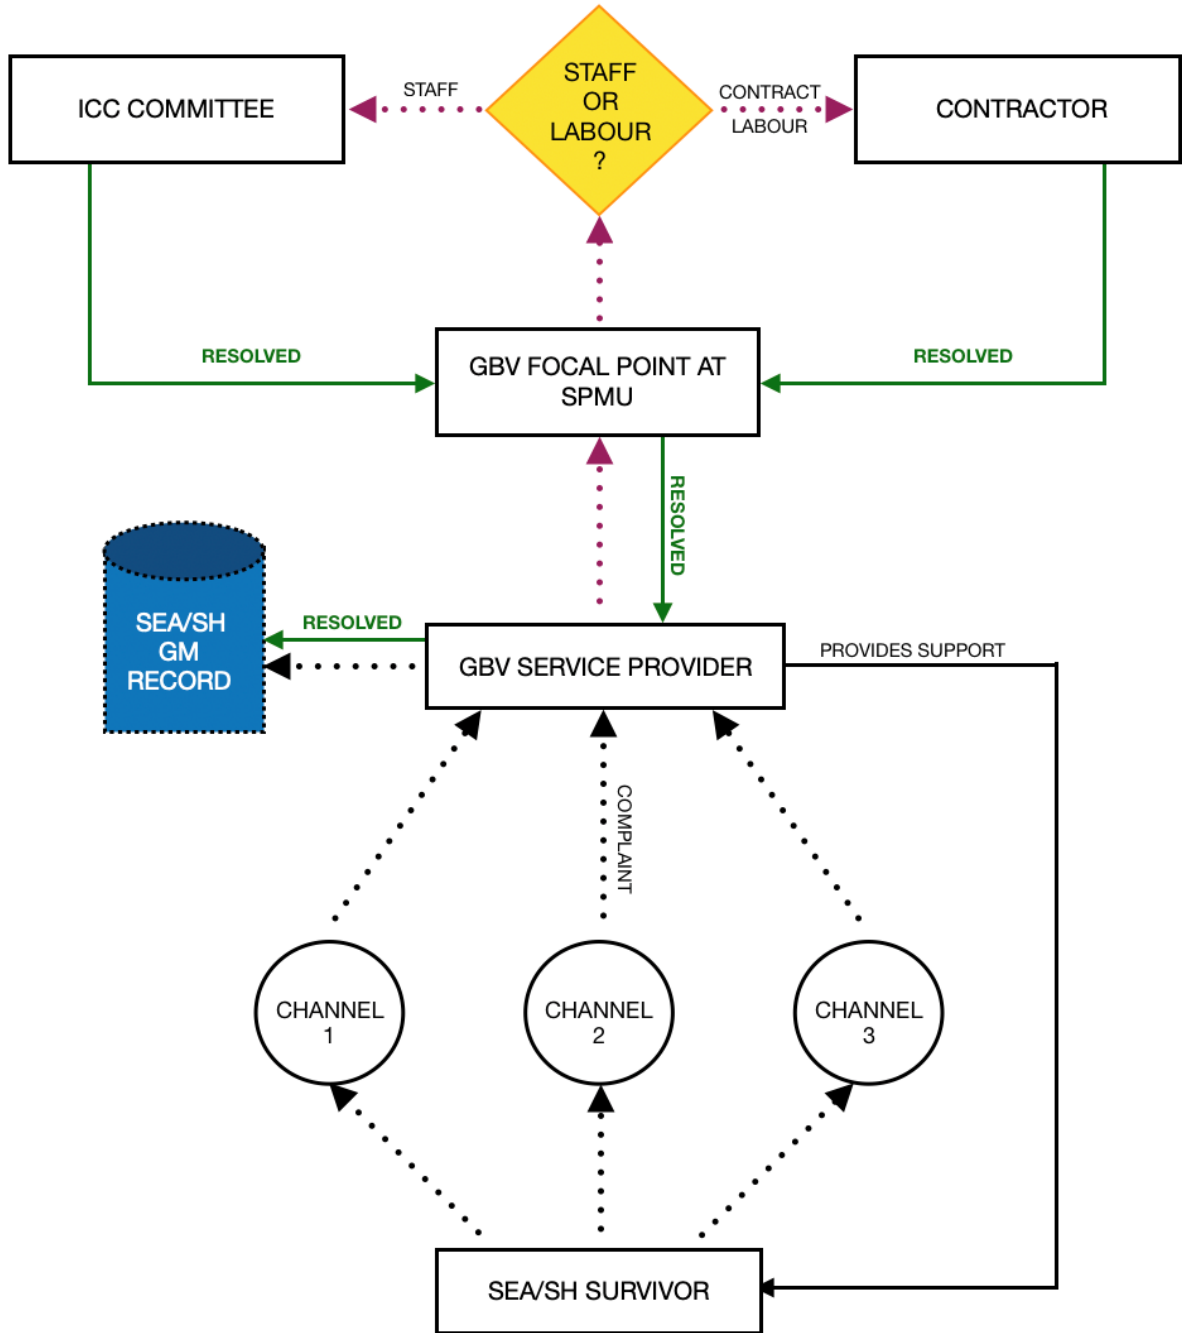 STAFF
OR
LABOUR
?
ICC COMMITTEE
STAFF
CONTRACT
LABOUR
CONTRACTOR
RESOLVED
GBV FOCAL POINT AT
SPMU
RESOLVED
RESOLVED
SEA/SH
GM
RECORD
RESOLVED
GBV SERVICE PROVIDER
PROVIDES SUPPORT
COMPLAINT
CHANNEL
1
CHANNEL
2
CHANNEL
3
SEA/SH SURVIVOR